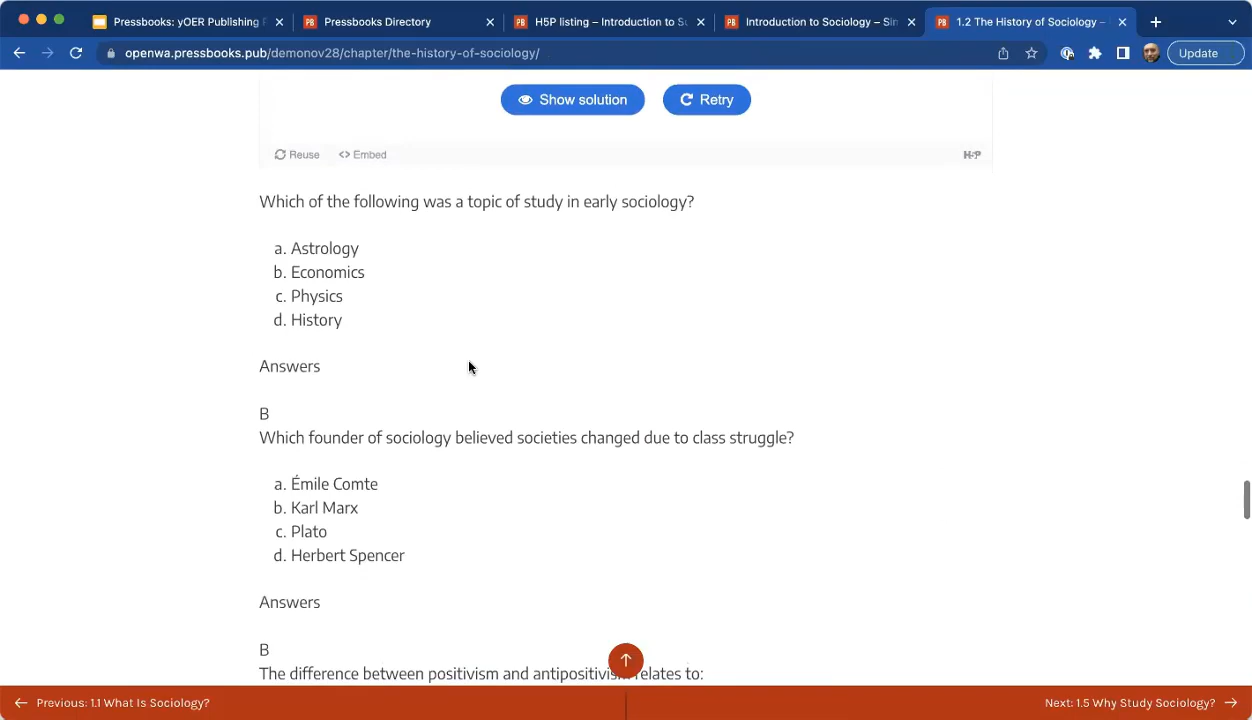 Pressbooks: yOER Publishing P
Pressbooks Directory
H5P listing – Introduction to Su
Introduction to Sociology – Sim
1.2 The History of Sociology –
openwa.pressbooks.pub/demonov28/chapter/the-history-of-sociology/
Update
Show solution
Retry
Reuse
<> Embed
H5P
Which of the following was a topic of study in early sociology?
a. Astrology
b. Economics
c. Physics
d. History
Answers
B
Which founder of sociology believed societies changed due to class struggle?
a. Émile Comte
b. Karl Marx
c. Plato
d. Herbert Spencer
Answers
B
The difference between positivism and antipositivism relates to:
Previous: 1.1 What Is Sociology?
Next: 1.5 Why Study Sociology?